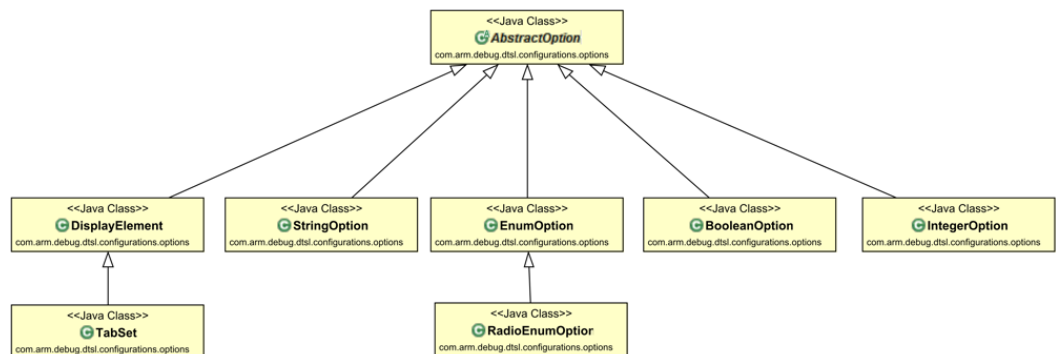 <<Java Class>>
AbstractOption
com.arm.debug.dtsl.configurations.options
<<Java Class>>
DisplayElement
com.arm.debug.dtsl.configurations.options
<<Java Class>>
StringOption
com.arm.debug.dtsl.configurations.options
<<Java Class>>
EnumOption
com.arm.debug.dtsl.configurations.options
<<Java Class>>
BooleanOption
com.arm.debug.dtsl.configurations.options
<<Java Class>>
IntegerOption
com.arm.debug.dtsl.configurations.options
<<Java Class>>
TabSet
com.arm.debug.dtsl.configurations.options
<<Java Class>>
RadioEnumOption
com.arm.debug.dtsl.configurations.options